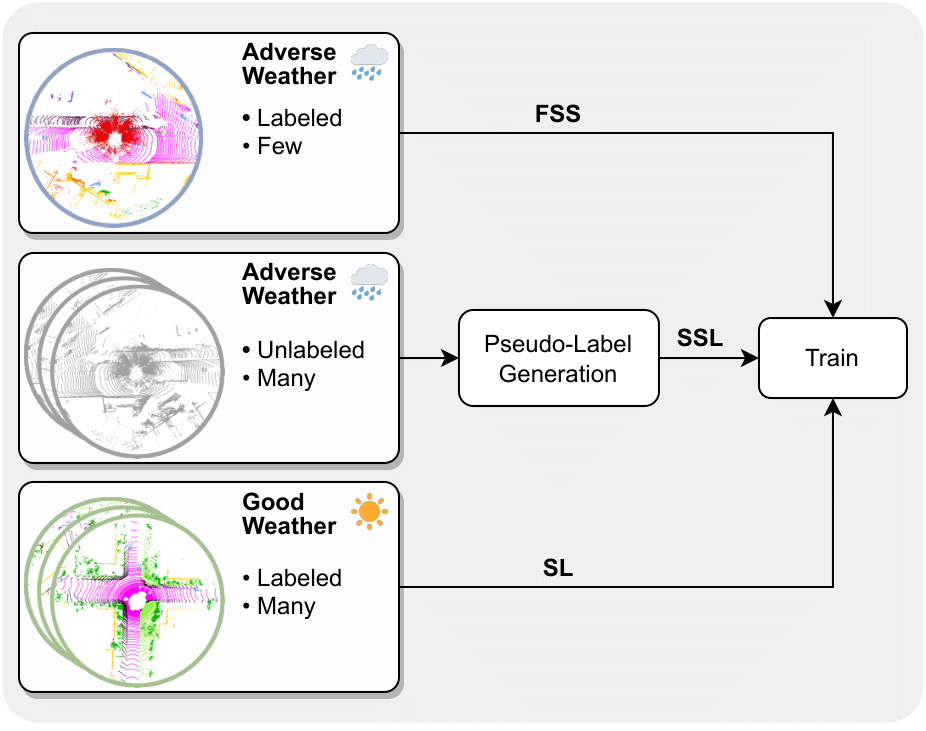 Adverse
Weather
• Labeled
• Few
FSS
Adverse
Weather
• Unlabeled
• Many
Pseudo-Label
Generation
SSL
Train
Good
Weather
• Labeled
• Many
SL